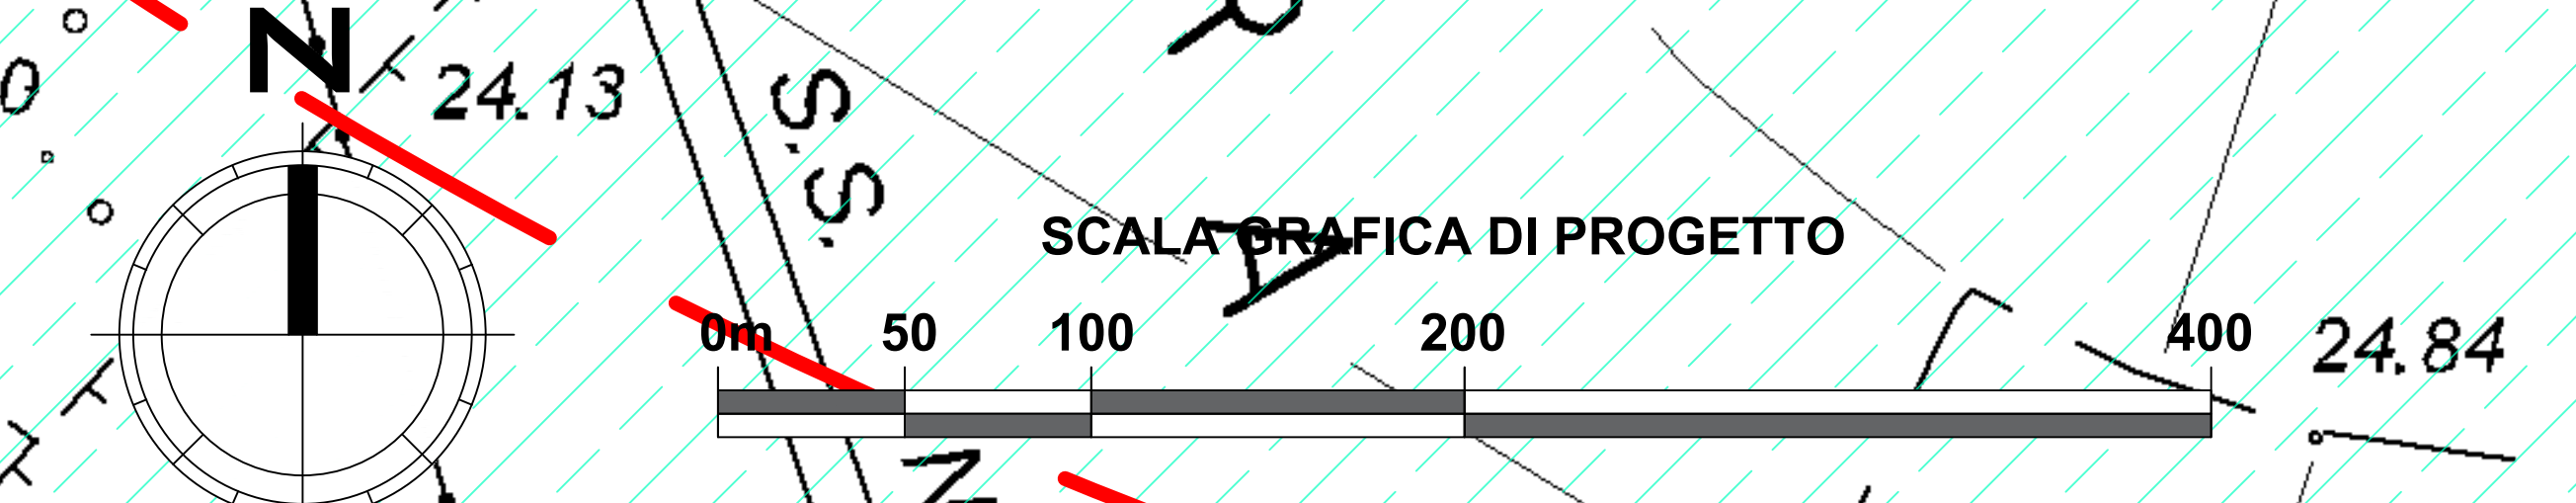 N
24.13
S. S.
SCALA GRAFICA DI PROGETTO
A
0m 50 100 200 400
24.84
N